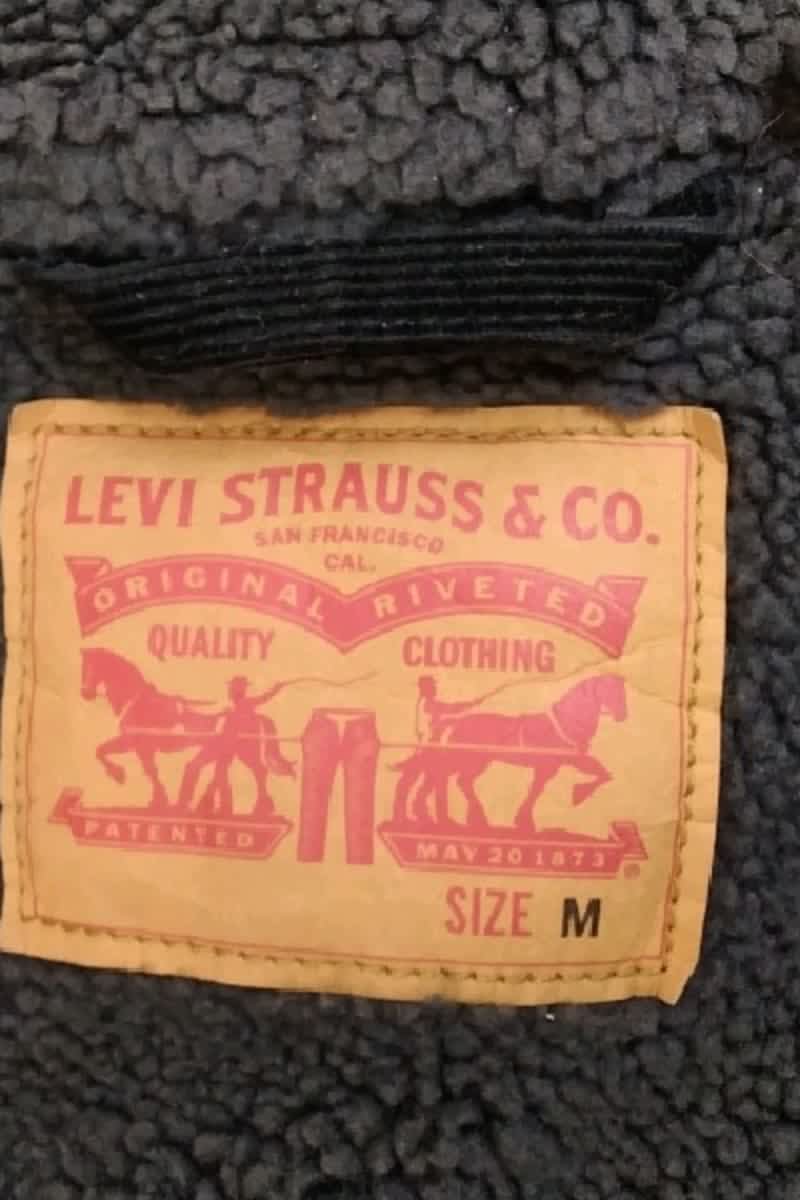 LEVI STRAUSS & CO.
SAN FRANCISCO
CAL.
ORIGINAL RIVETED
QUALITY CLOTHING
PATENTED MAY 20 1873
®
SIZE M